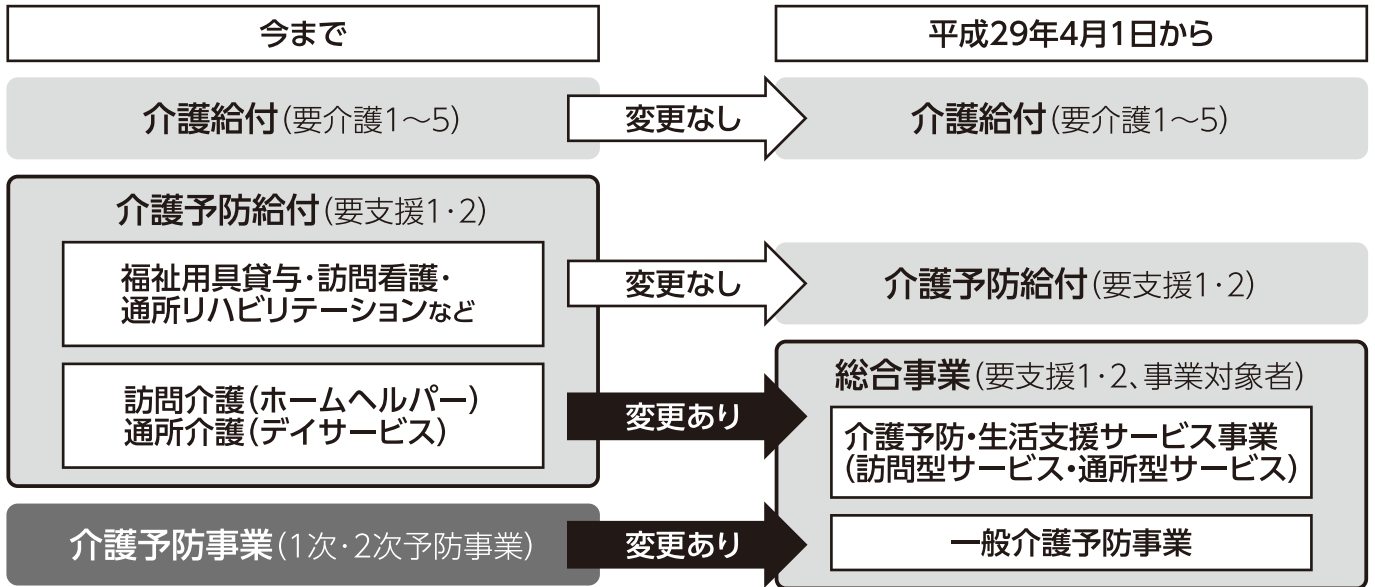 今まで
平成29年4月1日から
介護給付(要介護1～5)
変更なし
介護給付(要介護1～5)
介護予防給付(要支援1·2)
福祉用具貸与·訪問看護·
通所リハビリテーションなど
変更なし
介護予防給付(要支援1·2)
訪問介護(ホームヘルパー)
通所介護(デイサービス)
変更あり
総合事業(要支援1·2、事業対象者)
介護予防·生活支援サービス事業
(訪問型サービス·通所型サービス)
介護予防事業(1次·2次予防事業)
変更あり
一般介護予防事業